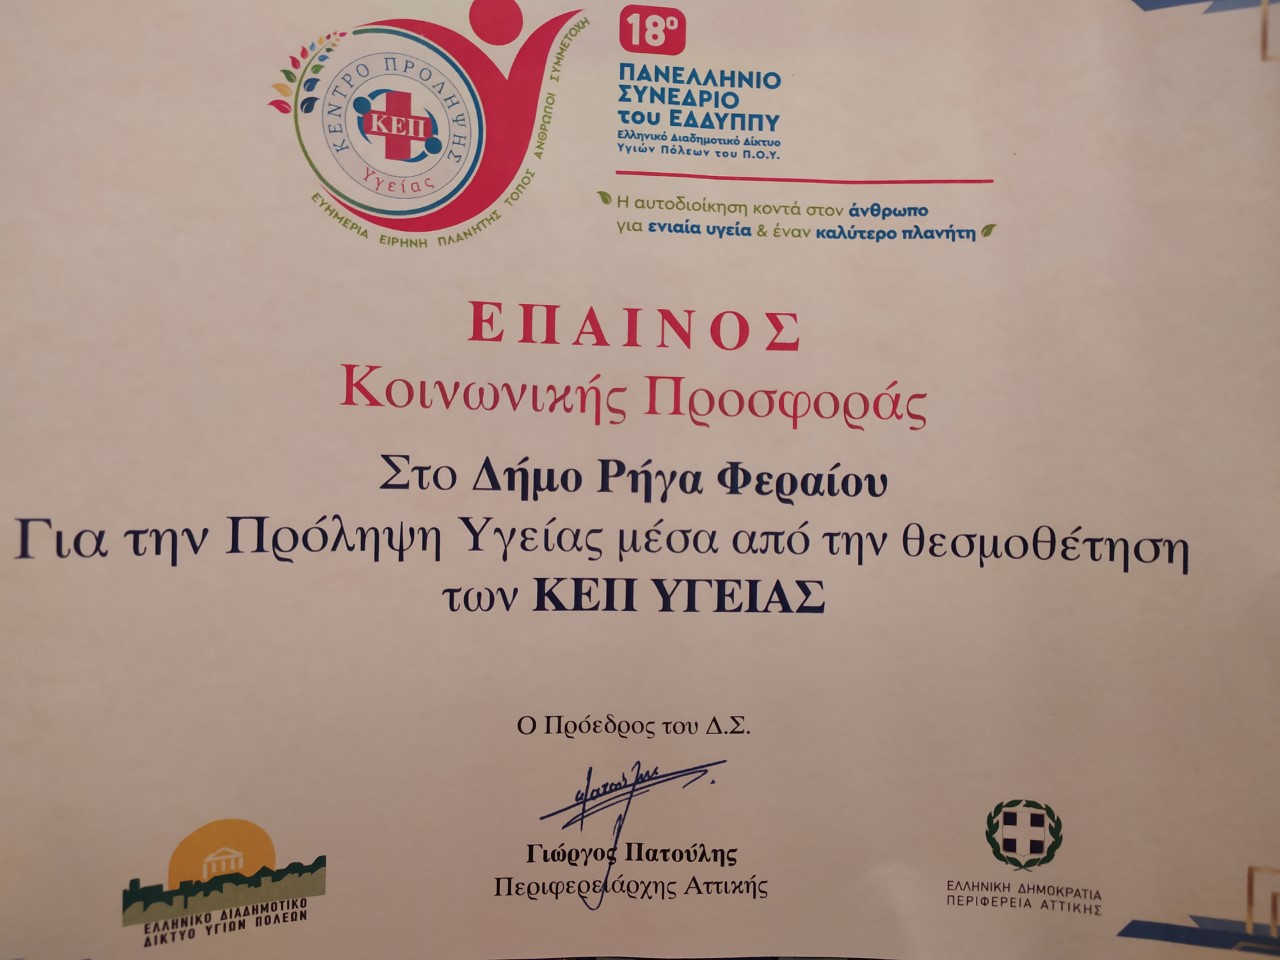 ΚΕΝΤΡΟ ΠΡΟΛΗΨΗΣ
ΚΕΠ
Υγείας
ΕΥΗΜΕΡΙΑ ΕΙΡΗΝΗ ΠΛΑΝΗΤΗΣ ΤΟΠΟΣ ΑΝΘΡΩΠΟΙ ΣΥΜΜΕΤΟΧΗ
18ο
ΠΑΝΕΛΛΗΝΙΟ
ΣΥΝΕΔΡΙΟ
του ΕΔΔΥΠΠΥ
Ελληνικό Διαδημοτικό Δίκτυο
Υγιών Πόλεων του Π.Ο.Υ.
Η αυτοδιοίκηση κοντά στον άνθρωπο
για ενιαία υγεία & έναν καλύτερο πλανήτη
ΕΠΑΙΝΟΣ
Κοινωνικής Προσφοράς
Στο Δήμο Ρήγα Φεραίου
Για την Πρόληψη Υγείας μέσα από την θεσμοθέτηση
των ΚΕΠ ΥΓΕΙΑΣ
Ο Πρόεδρος του Δ.Σ.
Γιώργος Πατούλης
Περιφερειάρχης Αττικής
ΕΛΛΗΝΙΚΟ ΔΙΑΔΗΜΟΤΙΚΟ
ΔΙΚΤΥΟ ΥΓΙΩΝ ΠΟΛΕΩΝ
ΕΛΛΗΝΙΚΗ ΔΗΜΟΚΡΑΤΙΑ
ΠΕΡΙΦΕΡΕΙΑ ΑΤΤΙΚΗΣ